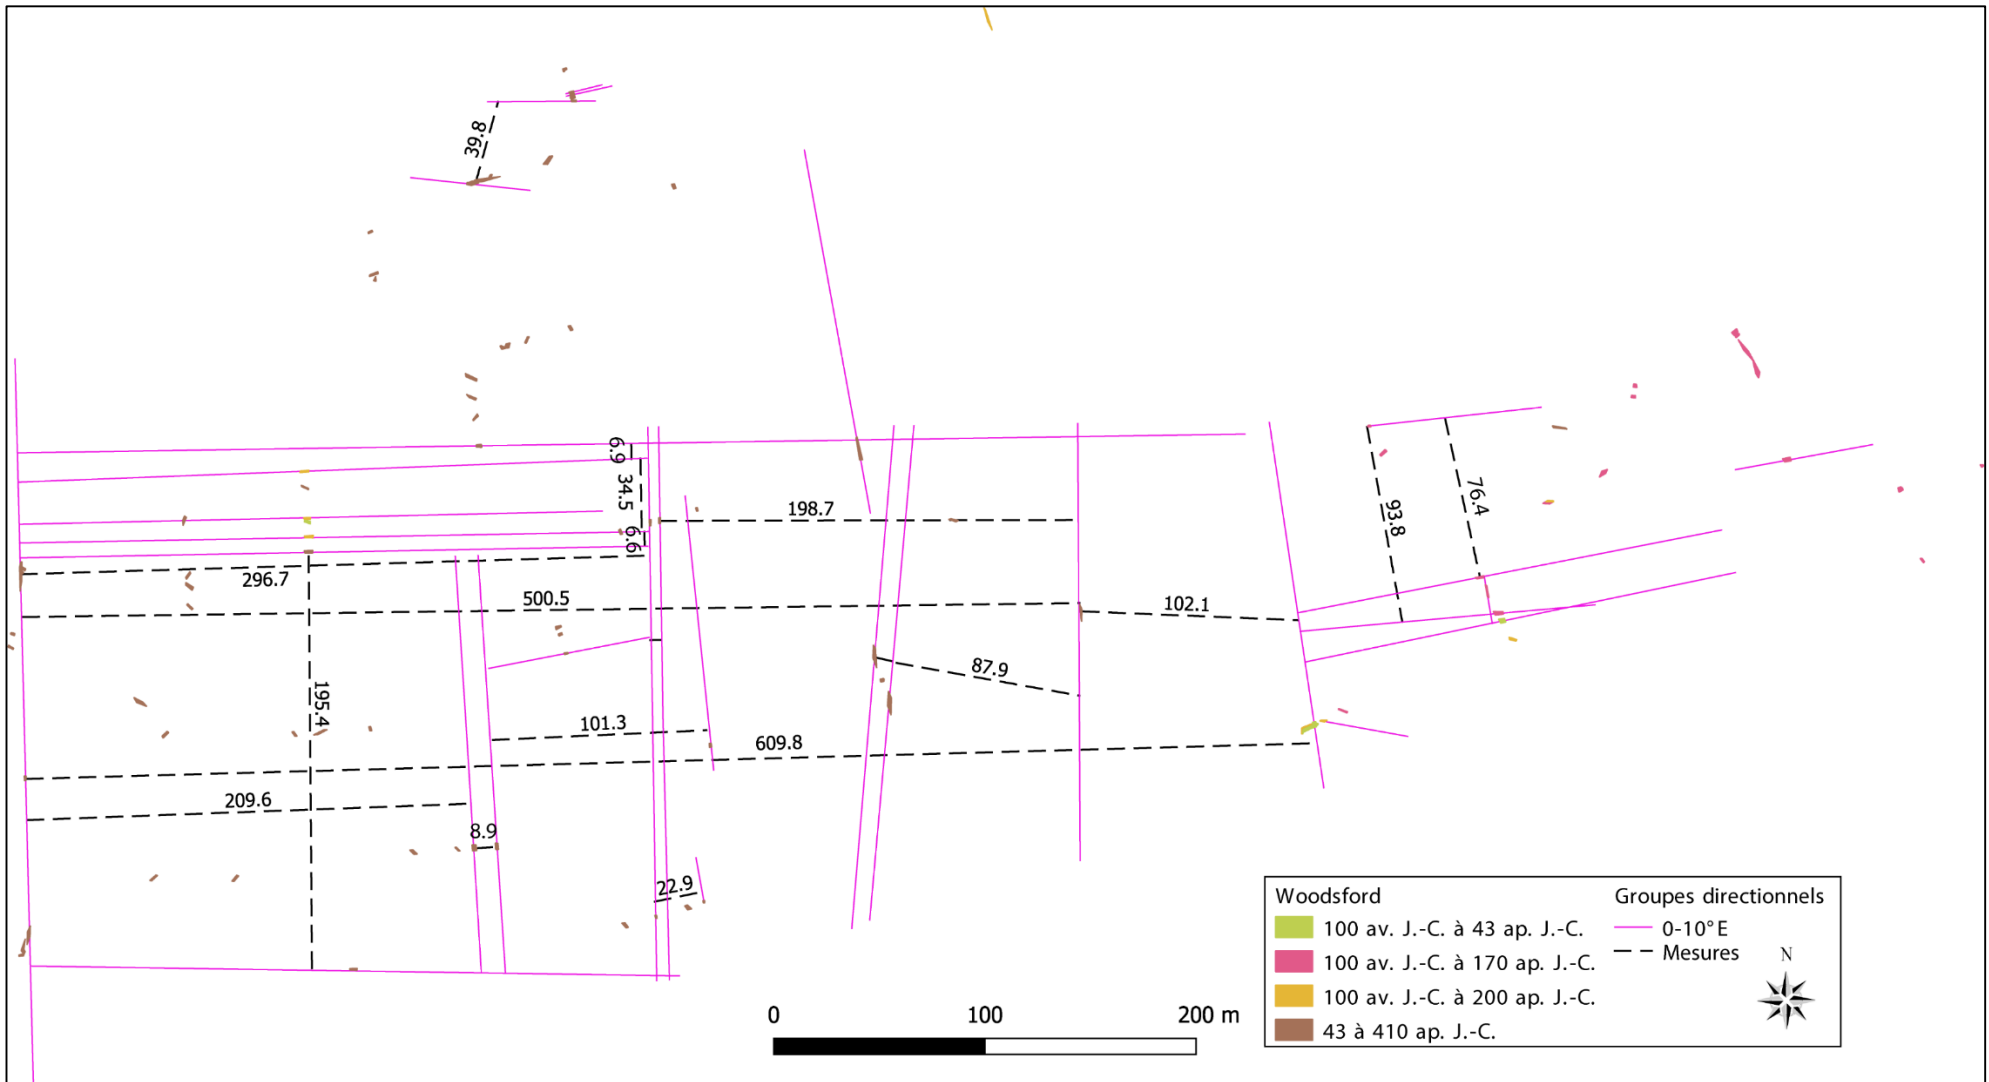 39.8
6.9
34.5
6.6
198.7
296.7
500.5
102.1
93.8
76.4
87.9
195.4
101.3
609.8
209.6
8.9
22.9
0 100 200 m
Woodsford
100 av. J.-C. à 43 ap. J.-C.
100 av. J.-C. à 170 ap. J.-C.
100 av. J.-C. à 200 ap. J.-C.
43 à 410 ap. J.-C.
Groupes directionnels
0-10° E
Mesures
N